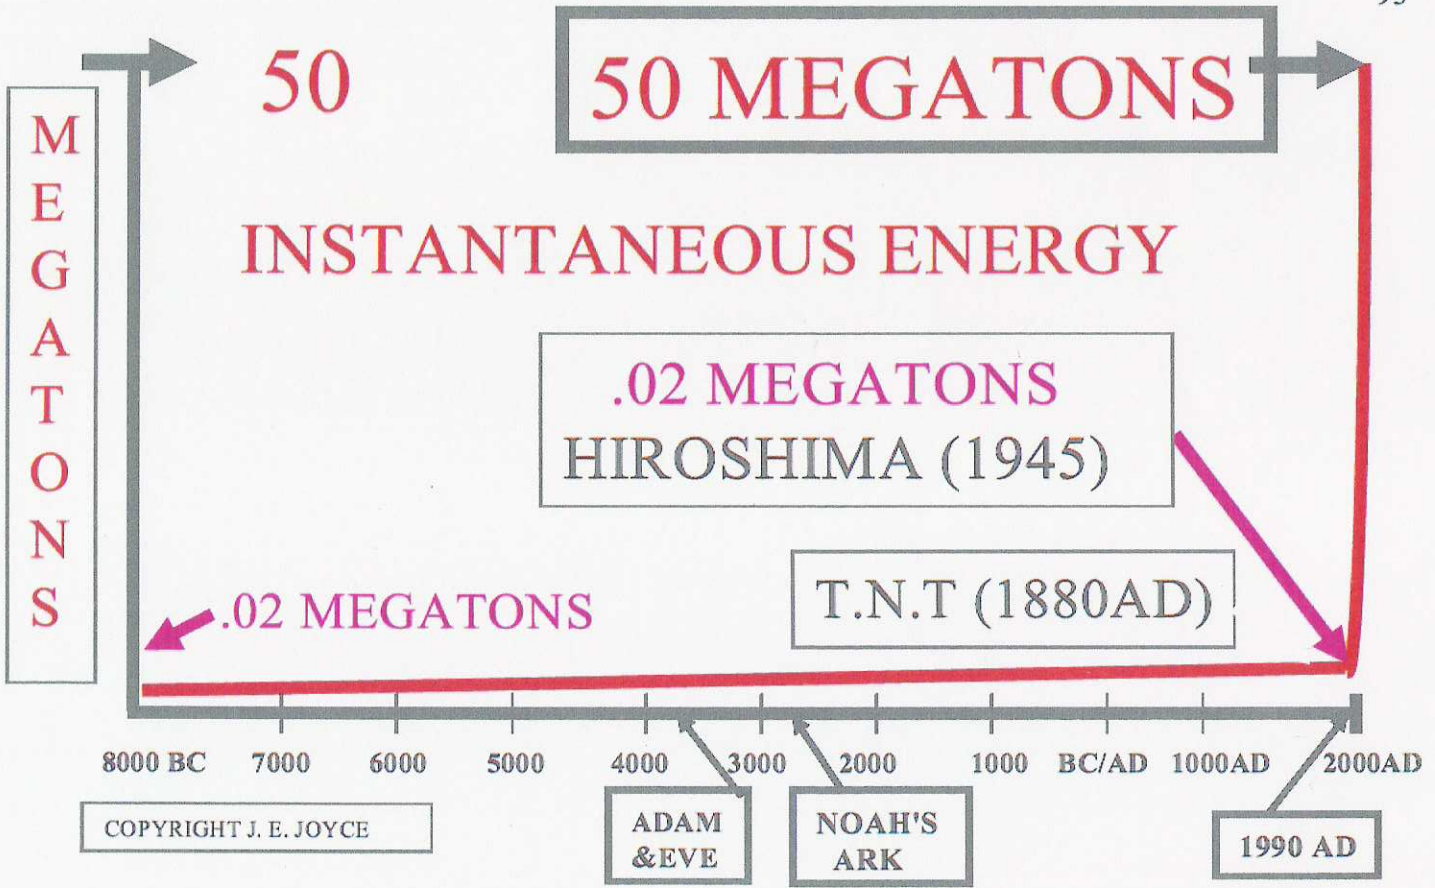 50
50 MEGATONS
MEGATONS
INSTANTANEOUS ENERGY
.02 MEGATONS
HIROSHIMA (1945)
T.N.T (1880AD)
.02 MEGATONS
8000 BC 7000 6000 5000 4000 3000 2000 1000 BC/AD 1000AD 2000AD
COPYRIGHT J. E. JOYCE
ADAM
&EVE
NOAH'S
ARK
1990 AD